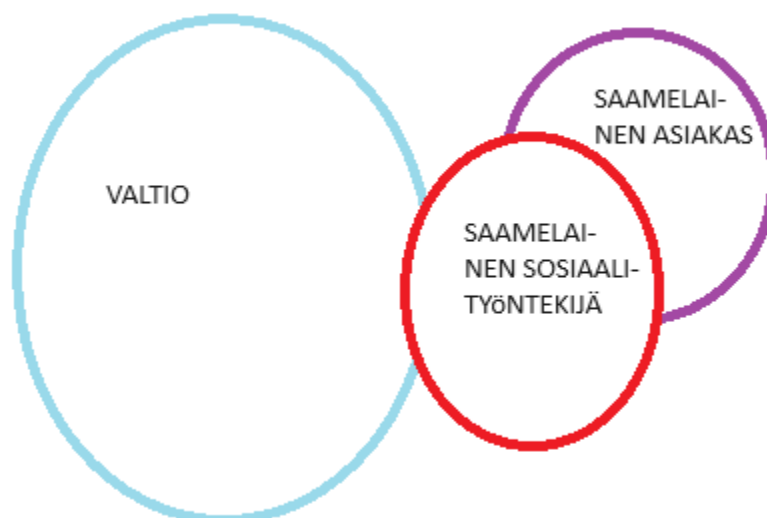 VALTIO
SAAMELAI-
NEN ASIAKAS
SAAMELAI-
NEN SOSIAALI-
TYöNTEKIJÄ